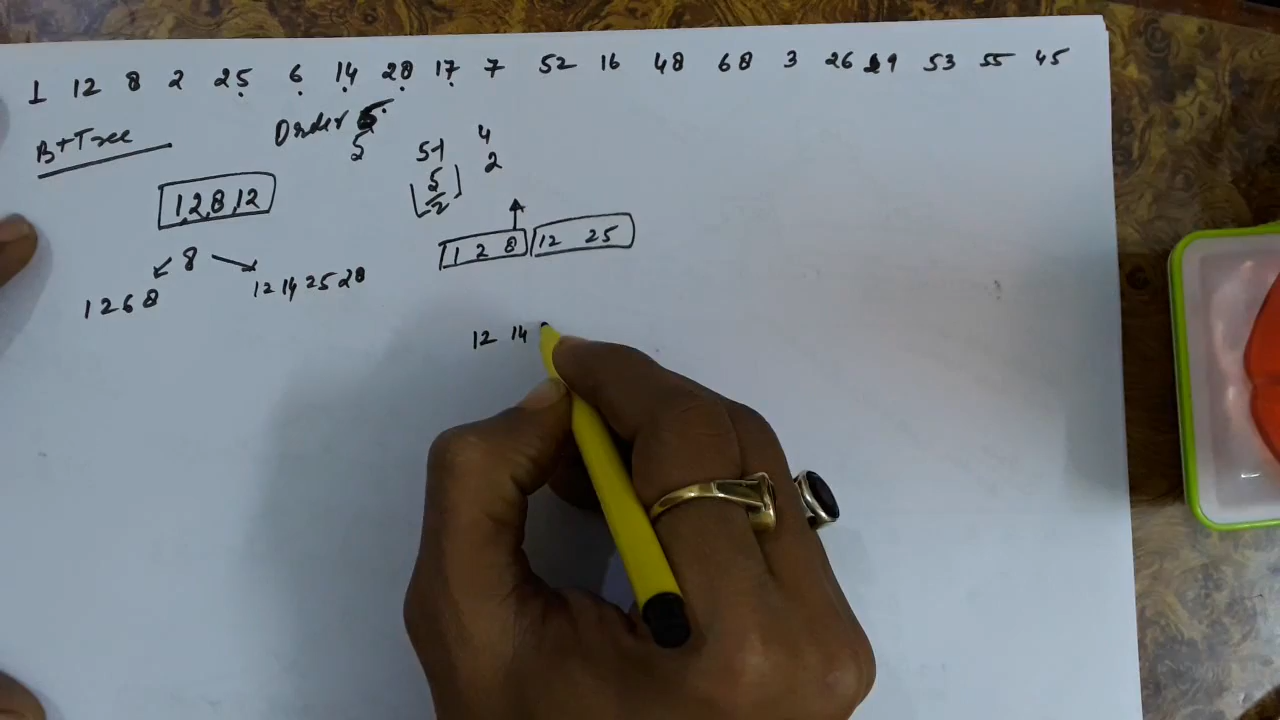 1 12 8 2 25 6 14 28 17 7 52 16 48 68 3 26 29 53 55 45
B+Tree
Order 5
5
5-1 4
⌊5/2⌋ 2
1,2,8,12
1 2 8 12 25
8
1 2 6 8 12 14 25 28
12 14